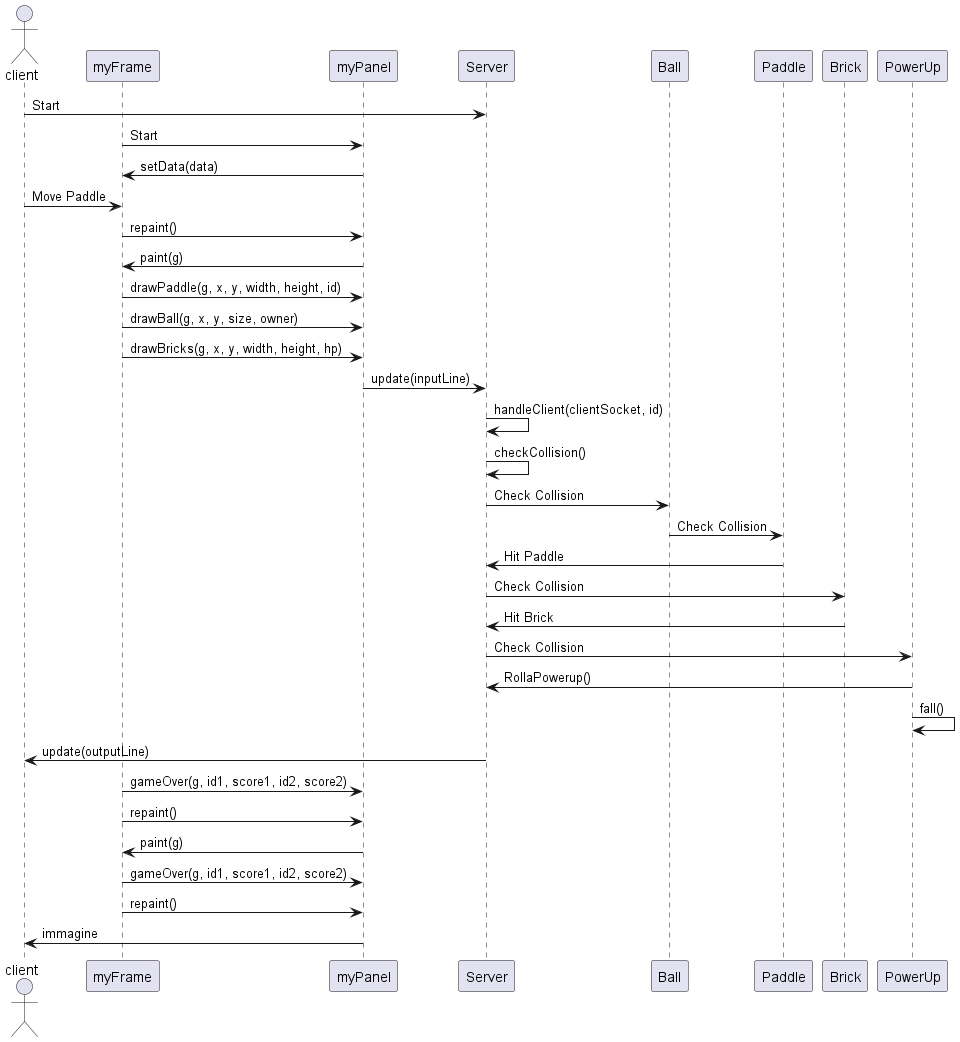 client
myFrame
myPanel
Server
Ball
Paddle
Brick
PowerUp
Start
Start
setData(data)
Move Paddle
repaint()
paint(g)
drawPaddle(g, x, y, width, height, id)
drawBall(g, x, y, size, owner)
drawBricks(g, x, y, width, height, hp)
update(inputLine)
handleClient(clientSocket, id)
checkCollision()
Check Collision
Check Collision
Hit Paddle
Check Collision
Hit Brick
Check Collision
RollaPowerup()
fall()
update(outputLine)
gameOver(g, id1, score1, id2, score2)
repaint()
paint(g)
gameOver(g, id1, score1, id2, score2)
repaint()
immagine
client
myFrame
myPanel
Server
Ball
Paddle
Brick
PowerUp